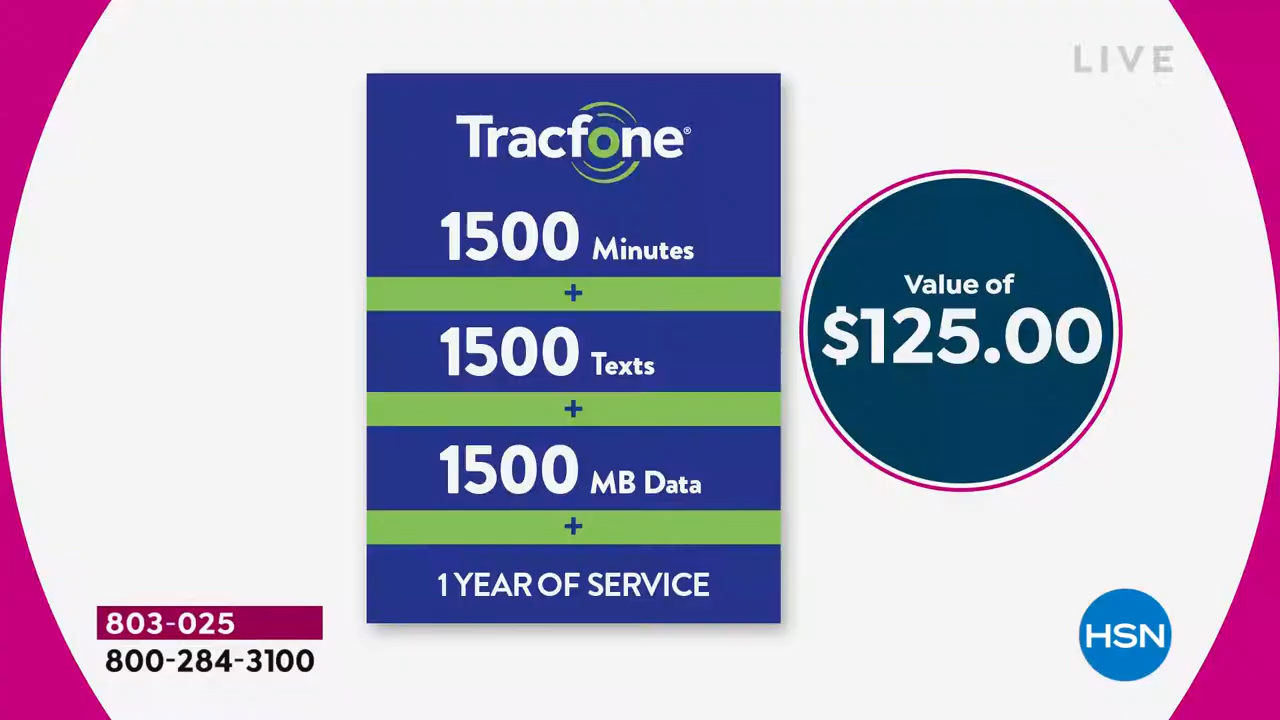 LIVE
Tracfone®
1500 Minutes
+
1500 Texts
+
1500 MB Data
+
1 YEAR OF SERVICE
Value of
$125.00
803-025
800-284-3100
HSN